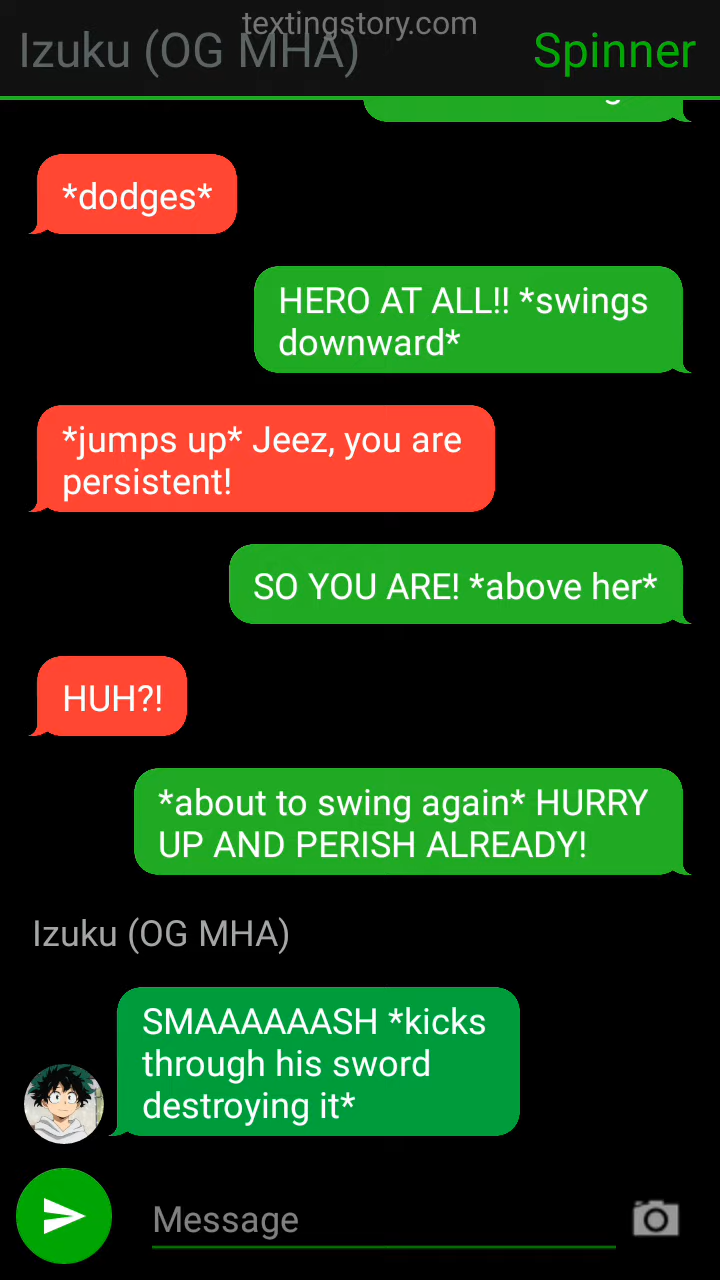 textingstory.com
Izuku (OG MHA)
Spinner
*dodges*
HERO AT ALL!! *swings
downward*
*jumps up* Jeez, you are
persistent!
SO YOU ARE! *above her*
HUH?!
*about to swing again* HURRY
UP AND PERISH ALREADY!
Izuku (OG MHA)
SMAAAAAASH *kicks
through his sword
destroying it*
Message